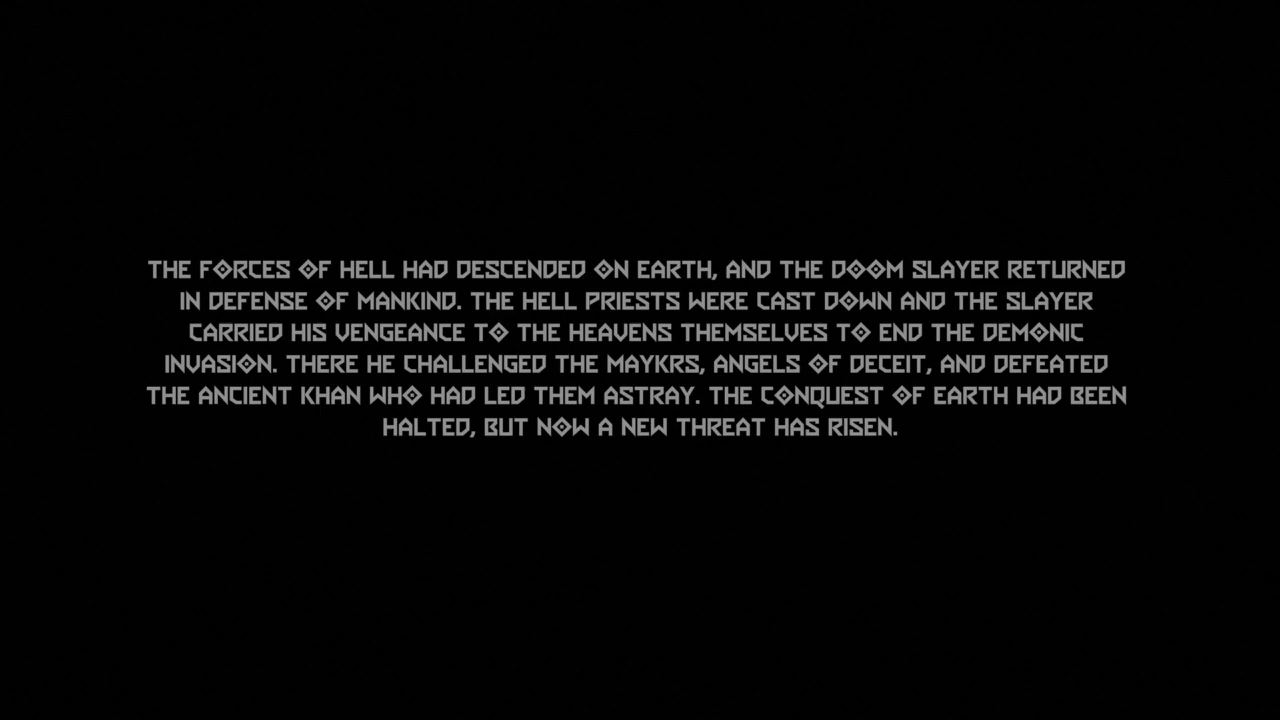 THE FORCES OF HELL HAD DESCENDED ON EARTH, AND THE DOOM SLAYER RETURNED
IN DEFENSE OF MANKIND. THE HELL PRIESTS WERE CAST DOWN AND THE SLAYER
CARRIED HIS VENGEANCE TO THE HEAVENS THEMSELVES TO END THE DEMONIC
INVASION. THERE HE CHALLENGED THE MAYKRS, ANGELS OF DECEIT, AND DEFEATED
THE ANCIENT KHAN WHO HAD LED THEM ASTRAY. THE CONQUEST OF EARTH HAD BEEN
HALTED, BUT NOW A NEW THREAT HAS RISEN.